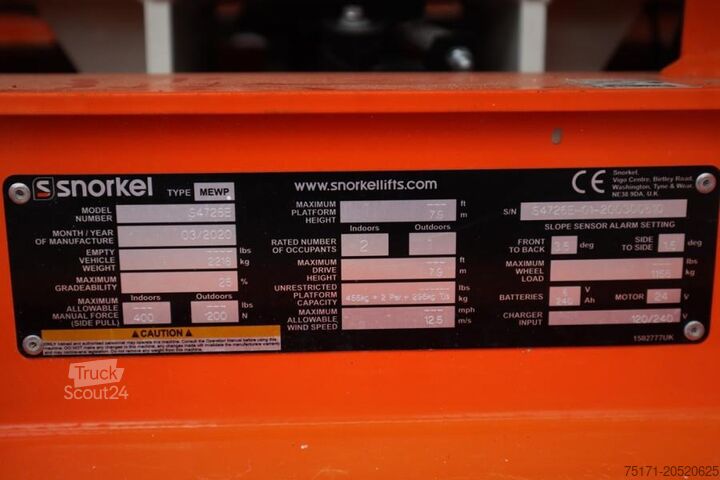 snorkel TYPE MEWP
www.snorkellifts.com
CE
Snorkel,
Vigo Centre, Birtley Road,
Washington, Tyne & Wear,
NE38 9DA, U.K.
MODEL NUMBER S4726E
MONTH / YEAR OF MANUFACTURE 03/2020
EMPTY VEHICLE WEIGHT --- lbs
2218 kg
MAXIMUM GRADEABILITY 25 %
Indoors Outdoors
MAXIMUM ALLOWABLE MANUAL FORCE (SIDE PULL) --- --- lbs
400 200 N
CAUTION
MAXIMUM PLATFORM HEIGHT --- ft
7.9 m
Indoors Outdoors
RATED NUMBER OF OCCUPANTS 2
MAXIMUM DRIVE HEIGHT --- ft
7.9 m
UNRESTRICTED PLATFORM CAPACITY --- lbs
kg
MAXIMUM ALLOWABLE WIND SPEED --- mph
12.5 m/s
S/N
SLOPE SENSOR ALARM SETTING
FRONT TO BACK 3.5 deg SIDE TO SIDE 1.5 deg
MAXIMUM WHEEL LOAD --- lbs
kg
BATTERIES V
240 Ah
MOTOR 24 V
CHARGER INPUT 120/240 V
1582777UK
Truck
Scout24
75171-20520625